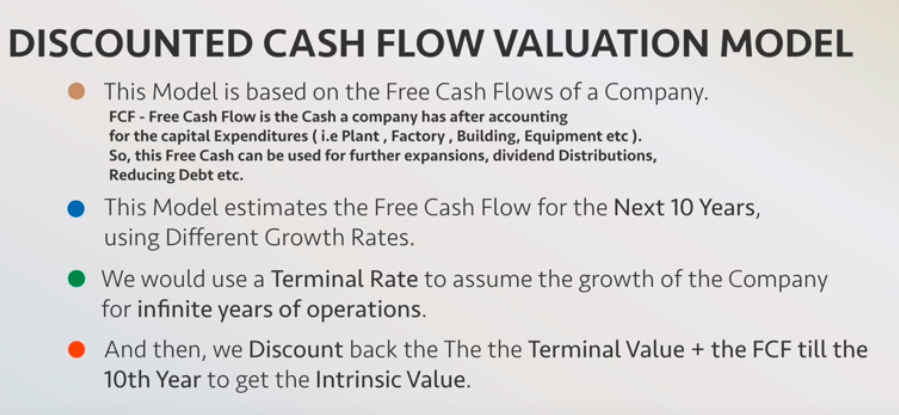 DISCOUNTED CASH FLOW VALUATION MODEL
This Model is based on the Free Cash Flows of a Company.
FCF - Free Cash Flow is the Cash a company has after accounting
for the capital Expenditures ( i.e Plant , Factory , Building, Equipment etc ).
So, this Free Cash can be used for further expansions, dividend Distributions,
Reducing Debt etc.
This Model estimates the Free Cash Flow for the Next 10 Years,
using Different Growth Rates.
We would use a Terminal Rate to assume the growth of the Company
for infinite years of operations.
And then, we Discount back the The the Terminal Value + the FCF till the
10th Year to get the Intrinsic Value.